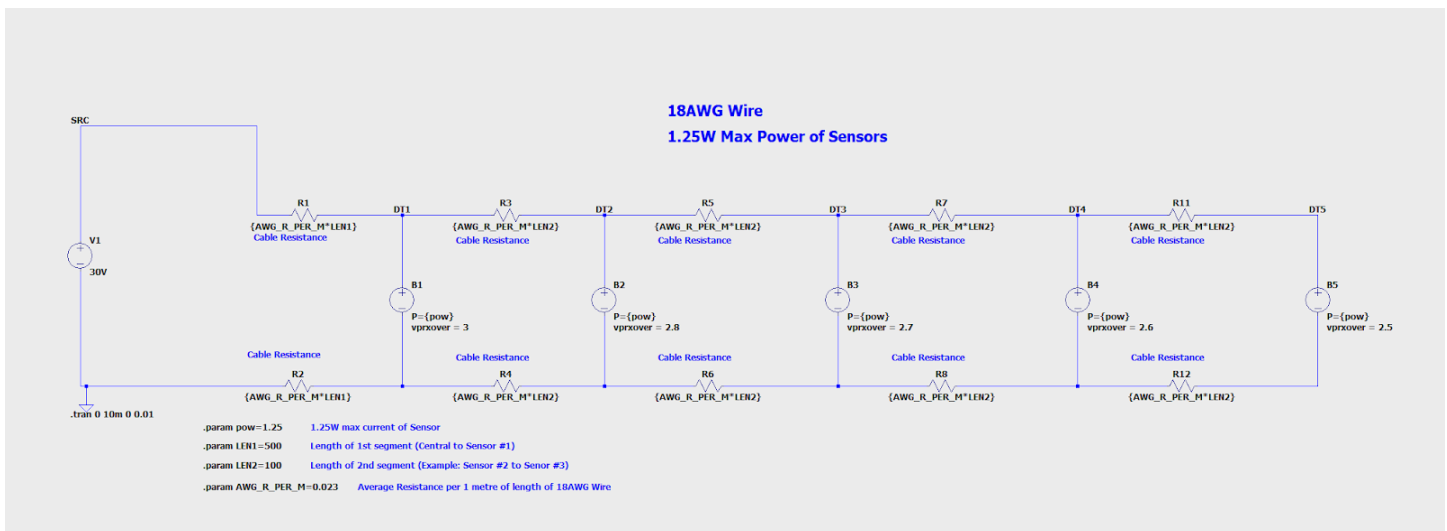 18AWG Wire
1.25W Max Power of Sensors
SRC
R1
DT1
R3
DT2
R5
DT3
R7
DT4
R11
DT5
{AWG_R_PER_M*LEN1}
{AWG_R_PER_M*LEN2}
{AWG_R_PER_M*LEN2}
{AWG_R_PER_M*LEN2}
{AWG_R_PER_M*LEN2}
Cable Resistance
Cable Resistance
Cable Resistance
Cable Resistance
Cable Resistance
V1
30V
B1
P={pow}
vprxover = 3
B2
P={pow}
vprxover = 2.8
B3
P={pow}
vprxover = 2.7
B4
P={pow}
vprxover = 2.6
B5
P={pow}
vprxover = 2.5
Cable Resistance
Cable Resistance
Cable Resistance
Cable Resistance
Cable Resistance
R2
R4
R6
R8
R12
{AWG_R_PER_M*LEN1}
{AWG_R_PER_M*LEN2}
{AWG_R_PER_M*LEN2}
{AWG_R_PER_M*LEN2}
{AWG_R_PER_M*LEN2}
.tran 0 10m 0 0.01
.param pow=1.25 1.25W max current of Sensor
.param LEN1=500 Length of 1st segment (Central to Sensor #1)
.param LEN2=100 Length of 2nd segment (Example: Sensor #2 to Senor #3)
.param AWG_R_PER_M=0.023 Average Resistance per 1 metre of length of 18AWG Wire